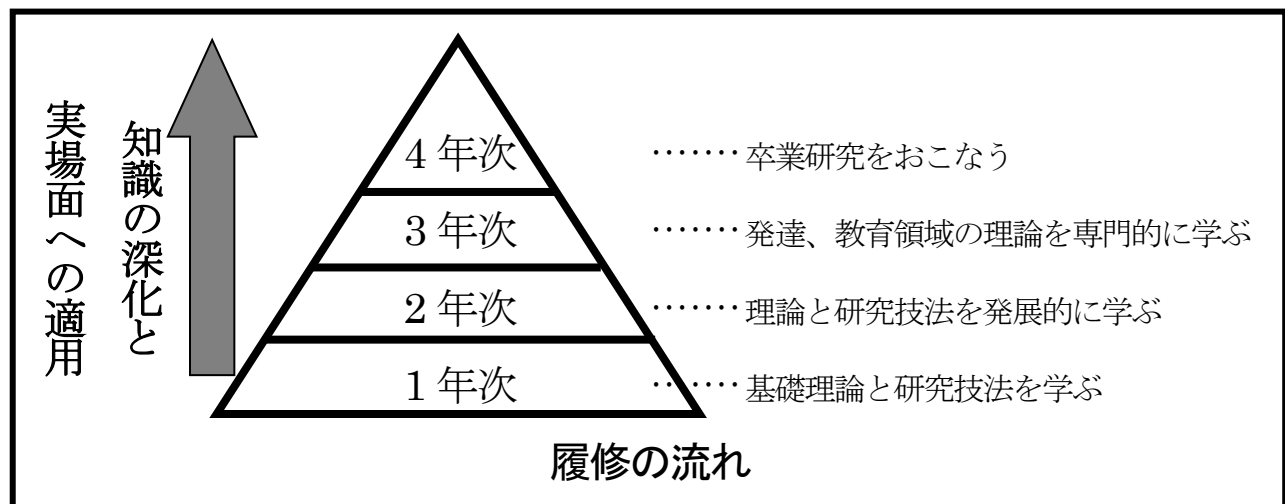 知識の深化と
実場面への適用
4 年次 ……‥卒業研究をおこなう
3 年次 ……‥発達、教育領域の理論を専門的に学ぶ
2 年次 ……‥理論と研究技法を発展的に学ぶ
1 年次 ……‥基礎理論と研究技法を学ぶ
履修の流れ